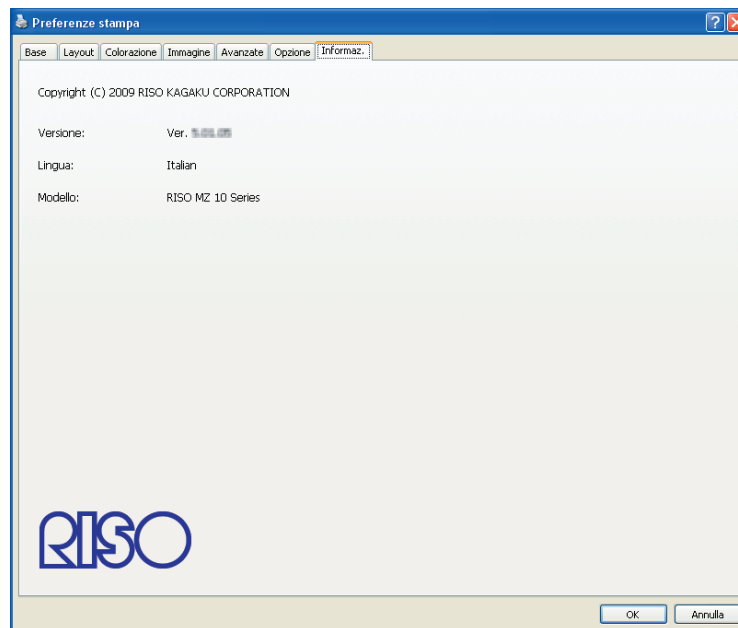 Preferenze stampa
Base Layout Colorazione Immagine Avanzate Opzione Informaz.
Copyright (C) 2009 RISO KAGAKU CORPORATION
Versione: Ver.
Lingua: Italian
Modello: RISO MZ 10 Series
RISO
OK Annulla